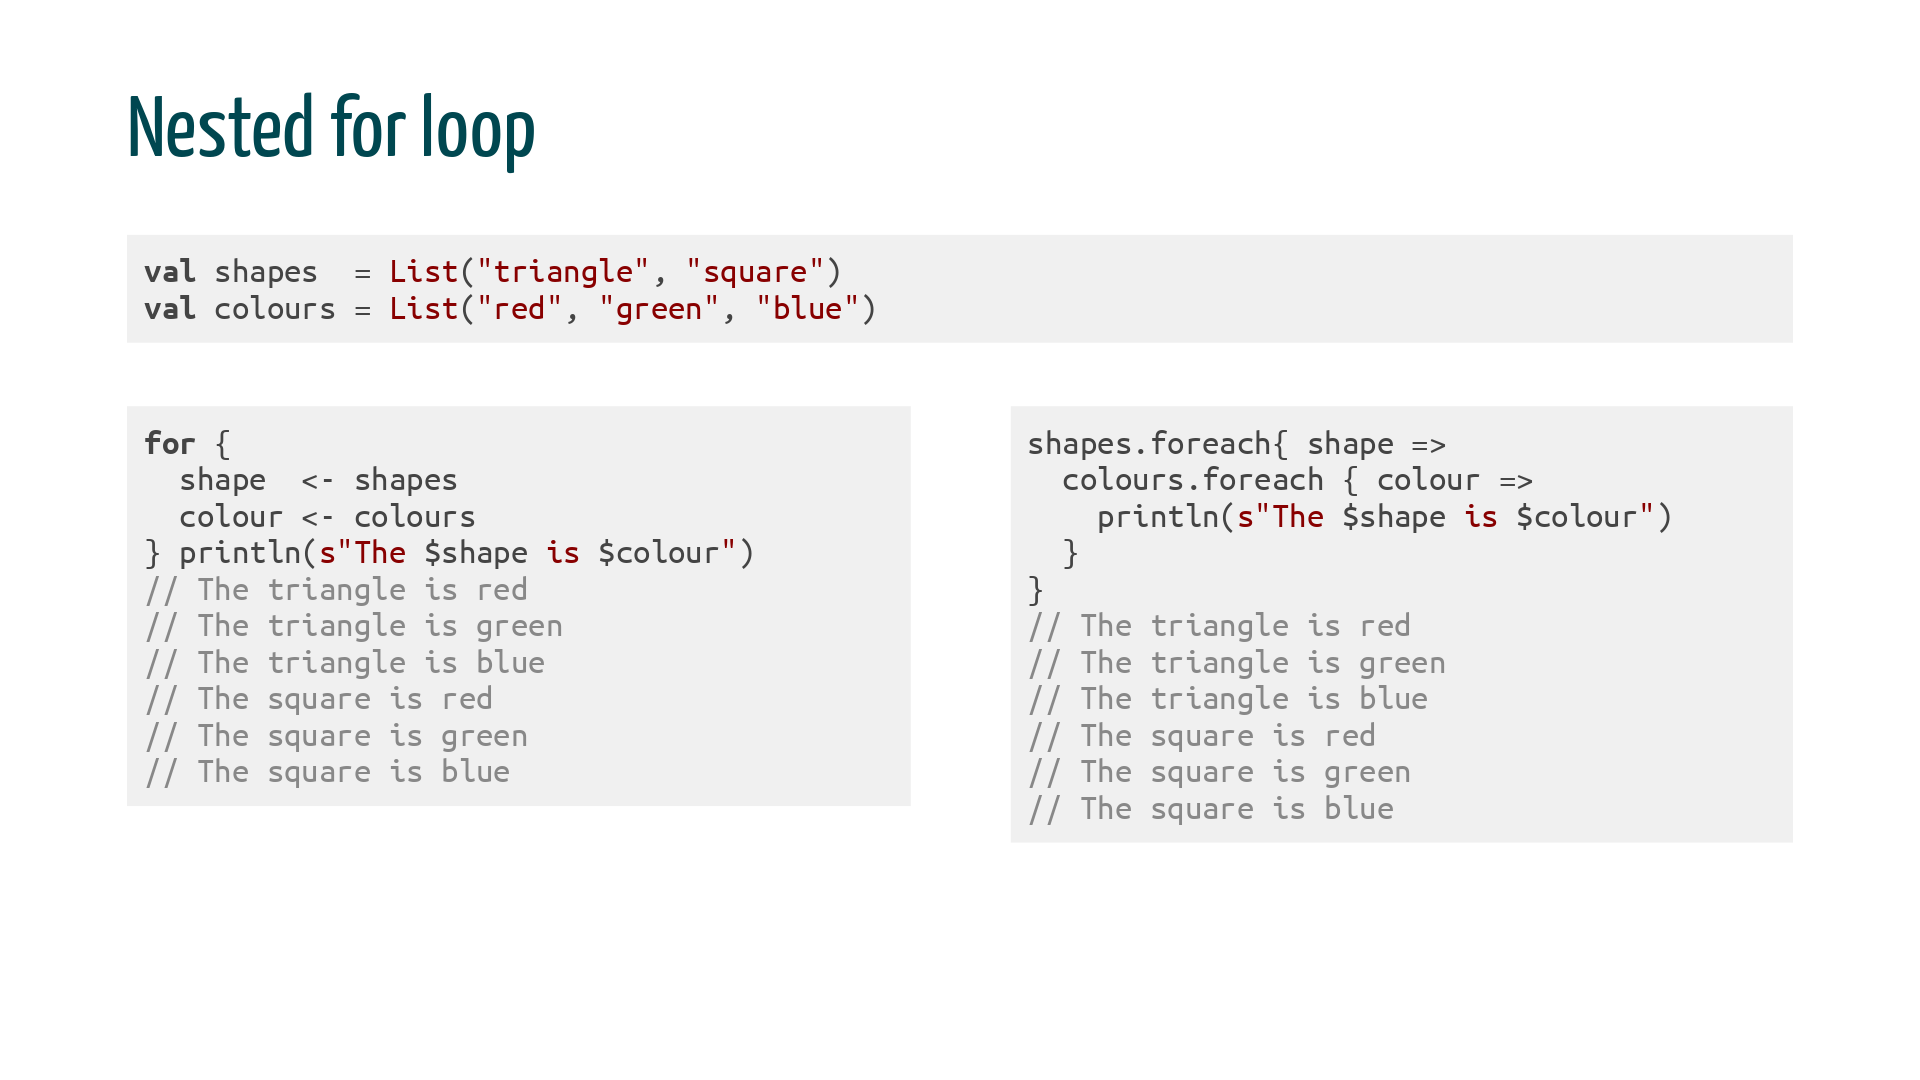 Nested for loop
val shapes  = List("triangle", "square")
val colours = List("red", "green", "blue")
for {
  shape  <- shapes
  colour <- colours
} println(s"The $shape is $colour")
// The triangle is red
// The triangle is green
// The triangle is blue
// The square is red
// The square is green
// The square is blue
shapes.foreach{ shape =>
  colours.foreach { colour =>
    println(s"The $shape is $colour")
  }
}
// The triangle is red
// The triangle is green
// The triangle is blue
// The square is red
// The square is green
// The square is blue